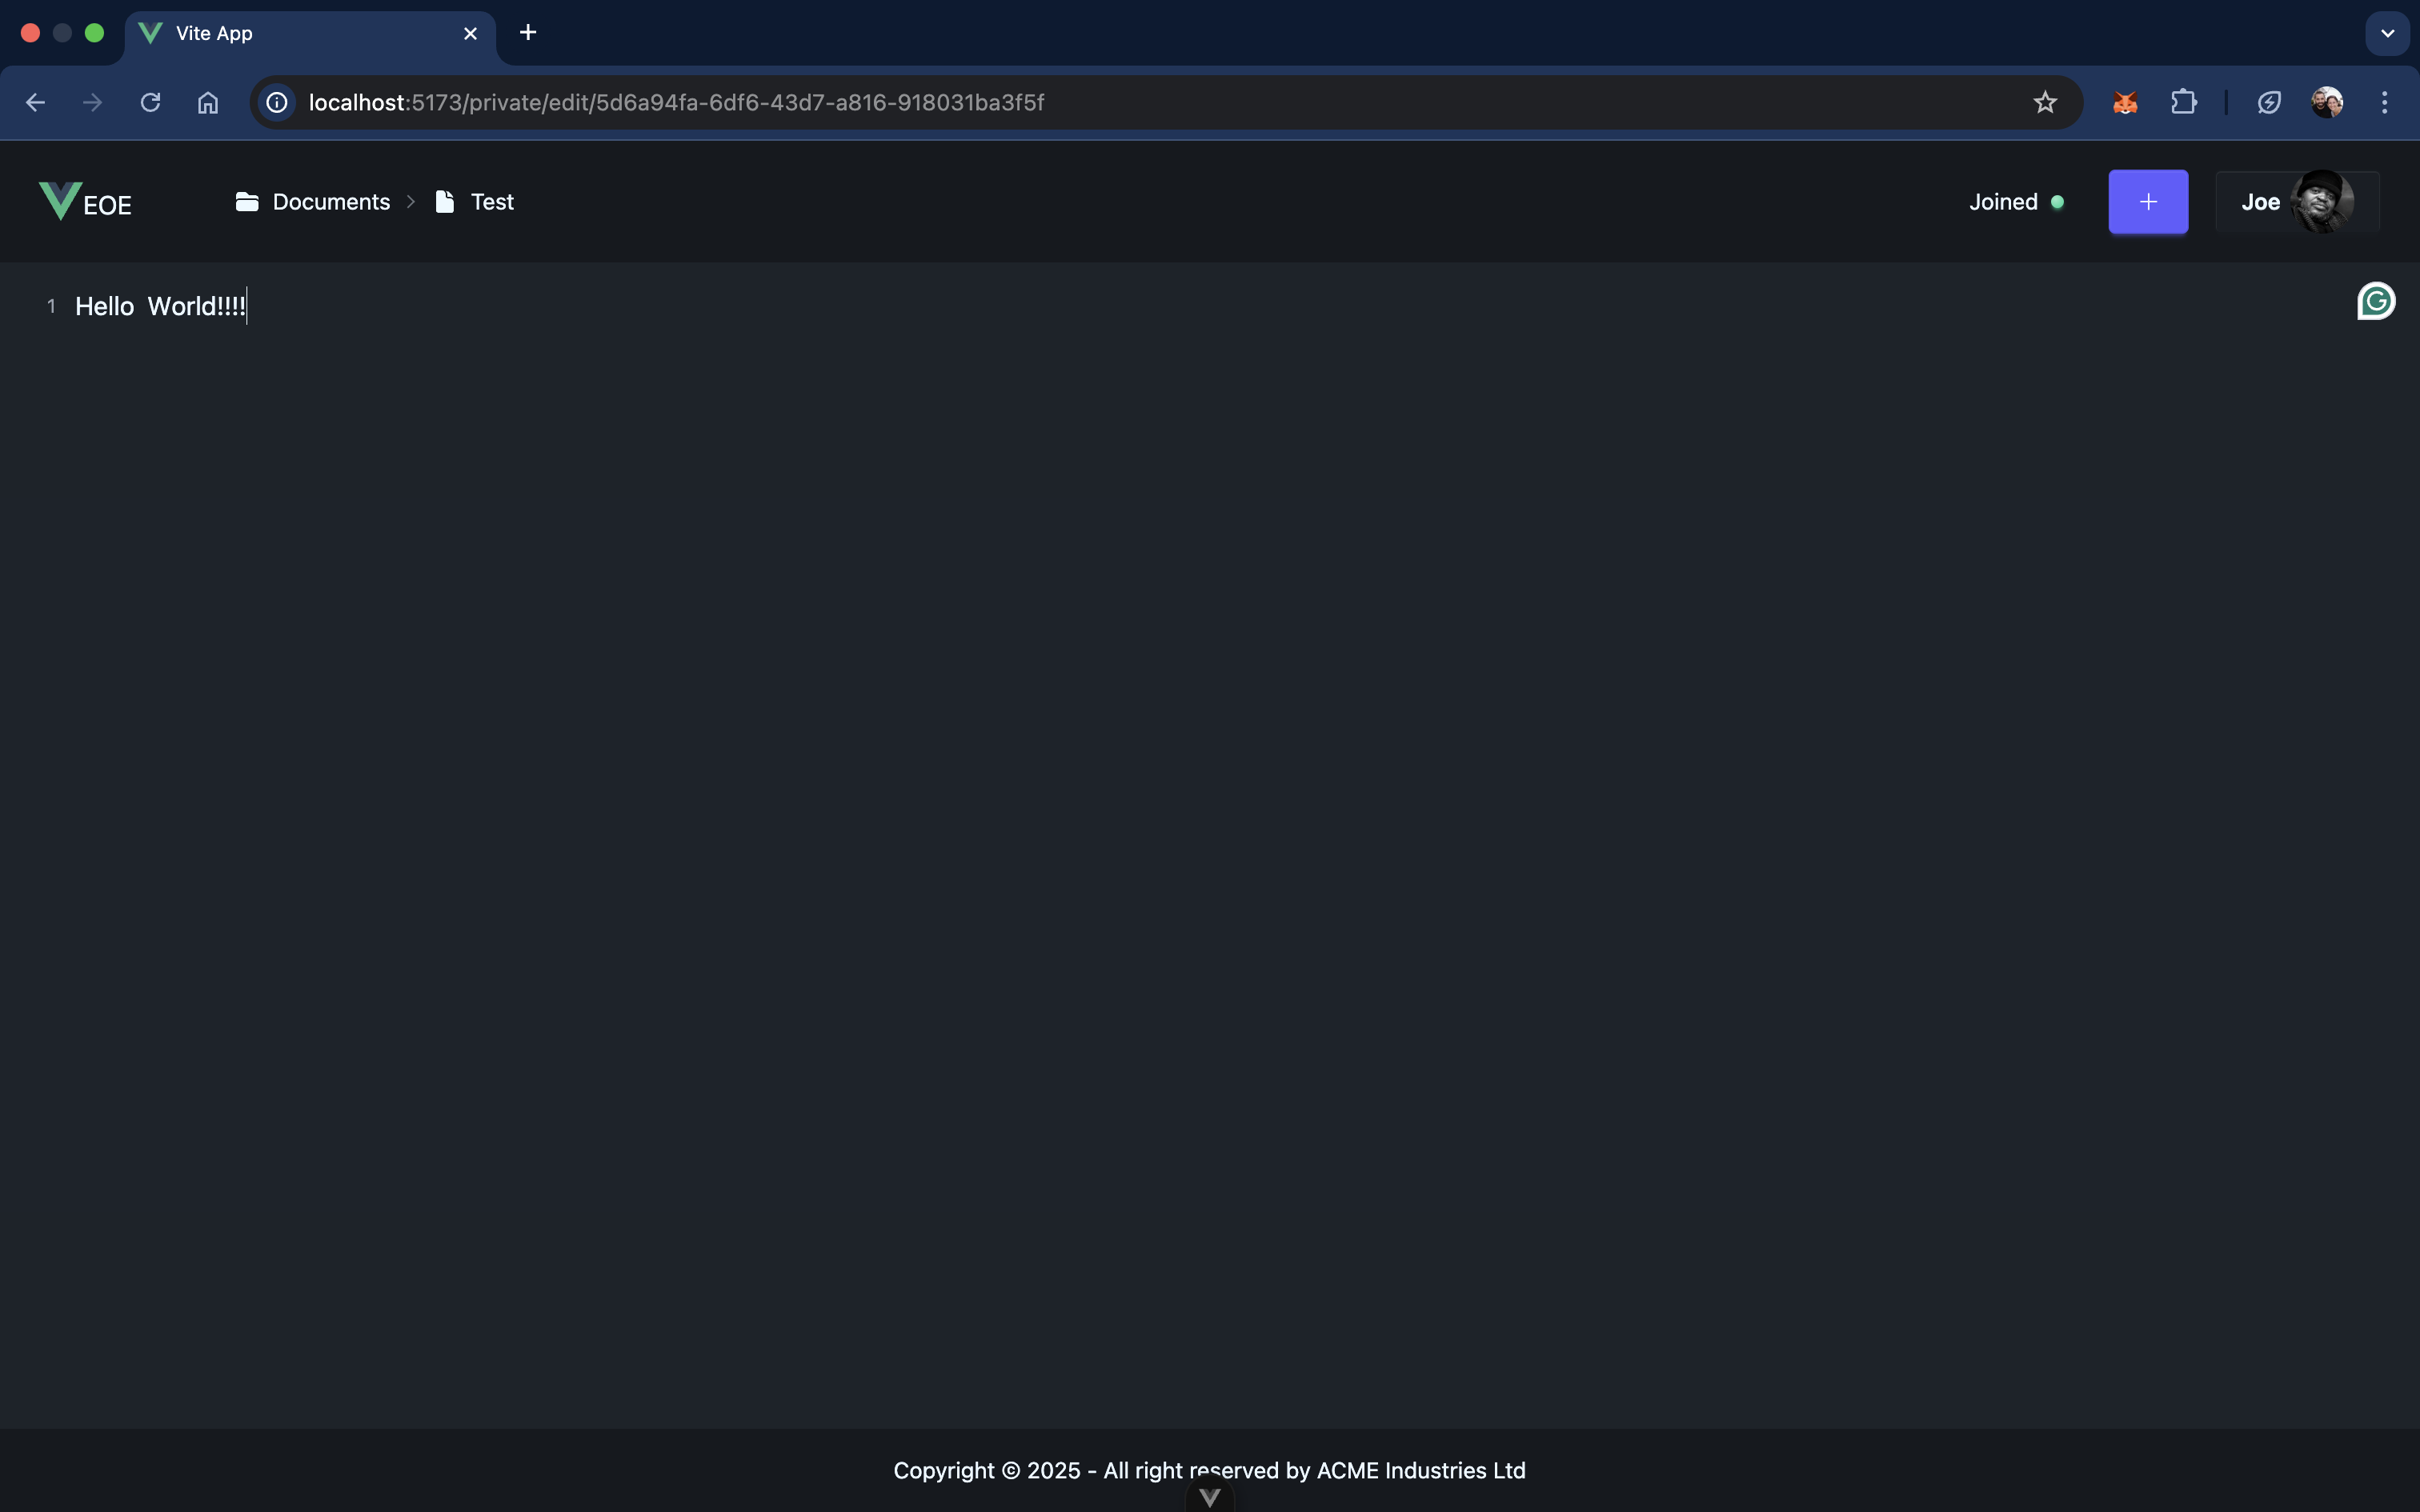 Vite App
localhost:5173/private/edit/5d6a94fa-6df6-43d7-a816-918031ba3f5f
EOE Documents Test Joined Joe
1 Hello World!!!!
Copyright © 2025 - All right reserved by ACME Industries Ltd